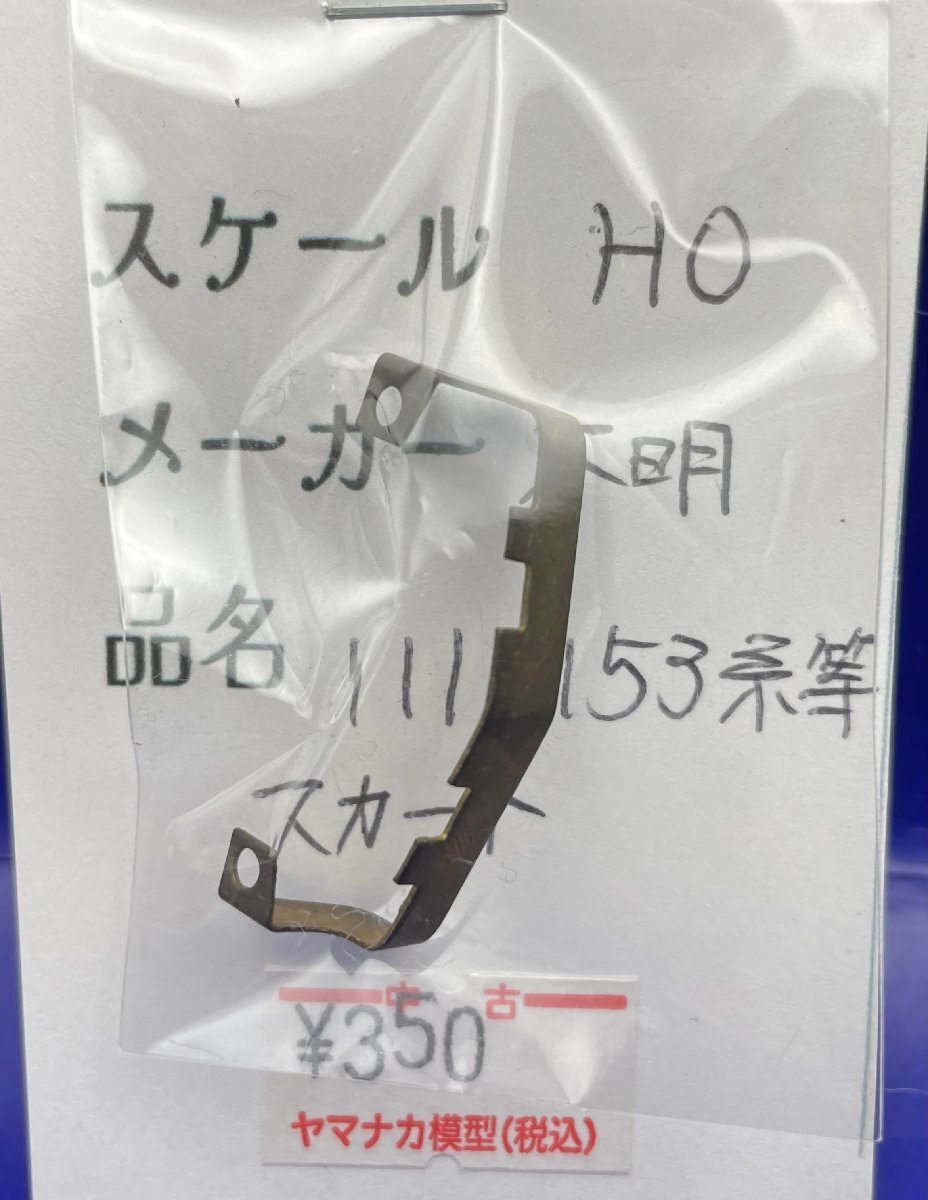 スケール HO
メーカー 不明
品名 111 153系等
スカート
中古
¥350
ヤマナカ模型(税込)